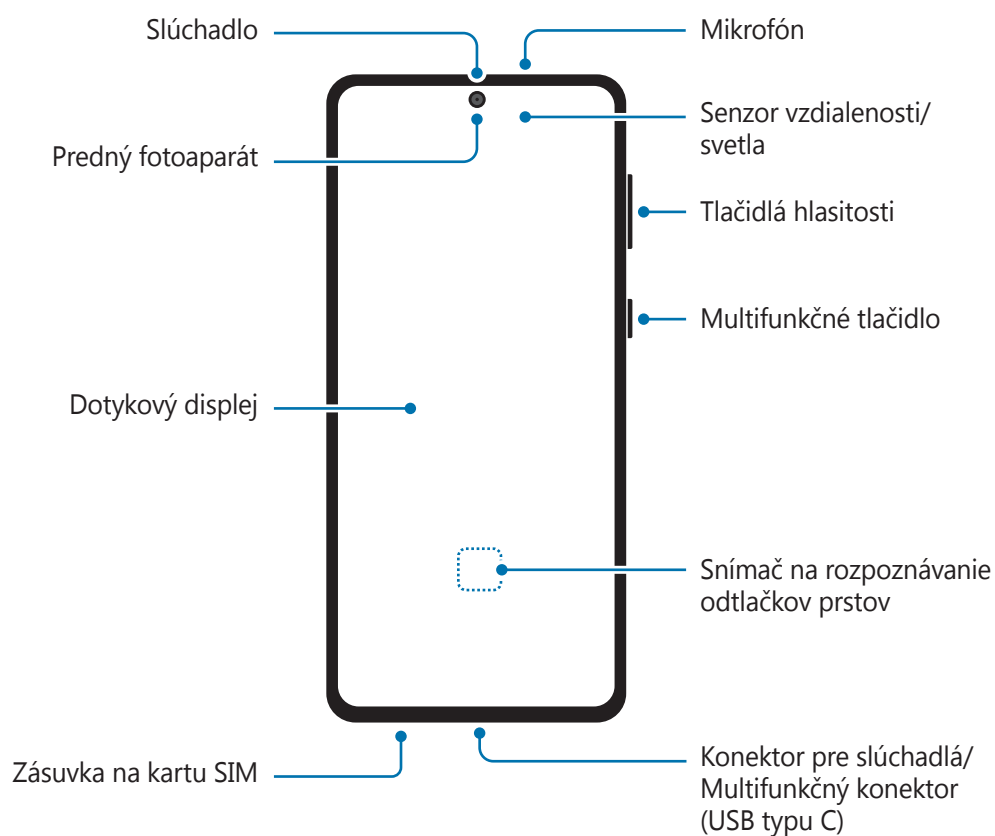 Slúchadlo
Mikrofón
Predný fotoaparát
Senzor vzdialenosti/
svetla
Tlačidlá hlasitosti
Multifunkčné tlačidlo
Dotykový displej
Snímač na rozpoznávanie
odtlačkov prstov
Zásuvka na kartu SIM
Konektor pre slúchadlá/
Multifunkčný konektor
(USB typu C)